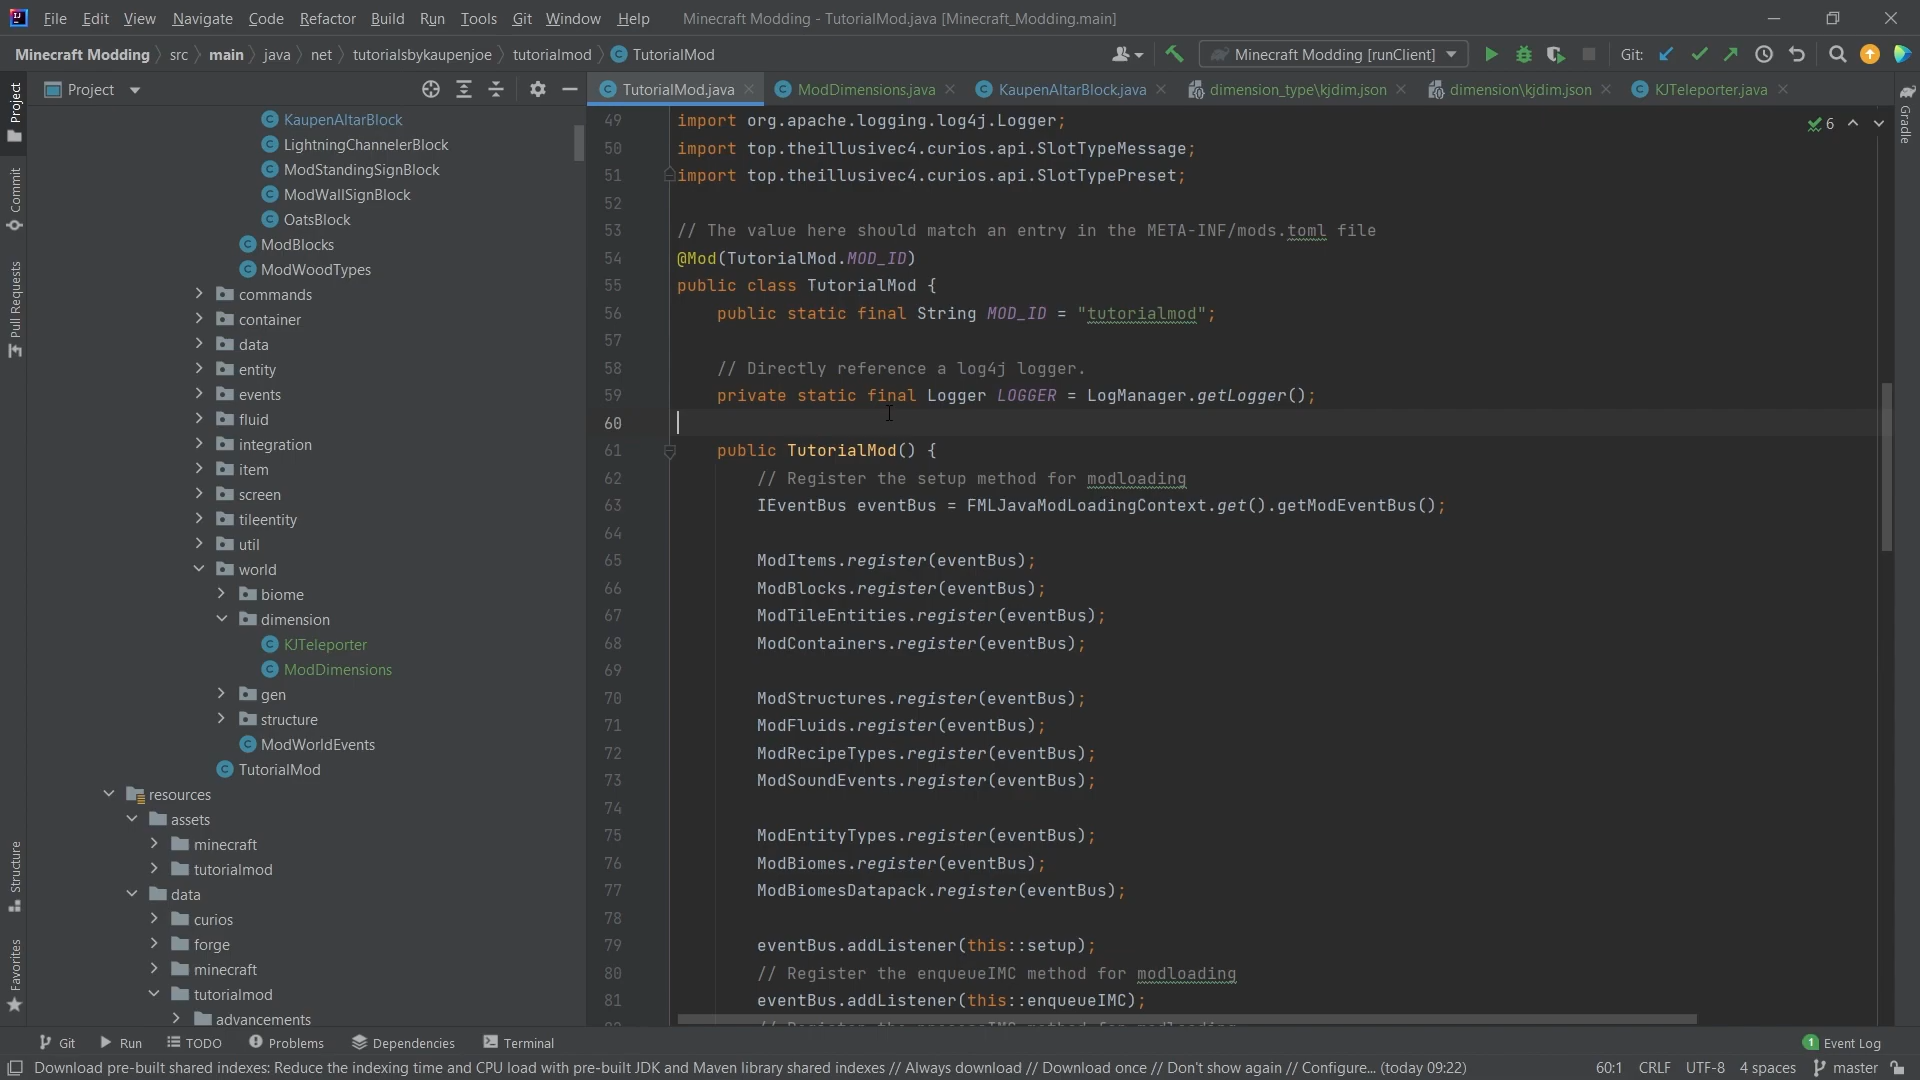 File Edit View Navigate Code Refactor Build Run Tools Git Window Help Minecraft Modding - TutorialMod.java [Minecraft_Modding.main]
Minecraft Modding src main java net tutorialsbykaupenjoe tutorialmod TutorialMod Minecraft Modding [runClient] Git:
Project
TutorialMod.java ModDimensions.java KaupenAltarBlock.java dimension_type\kjdim.json dimension\kjdim.json KJTeleporter.java
Project
Commit
Pull Requests
Structure
Favorites
KaupenAltarBlock
LightningChannelerBlock
ModStandingSignBlock
ModWallSignBlock
OatsBlock
ModBlocks
ModWoodTypes
commands
container
data
entity
events
fluid
integration
item
screen
tileentity
util
world
biome
dimension
KJTeleporter
ModDimensions
gen
structure
ModWorldEvents
TutorialMod
resources
assets
minecraft
tutorialmod
data
curios
forge
minecraft
tutorialmod
advancements
49 import org.apache.logging.log4j.Logger;
50 import top.theillusivec4.curios.api.SlotTypeMessage;
51 import top.theillusivec4.curios.api.SlotTypePreset;
52
53 // The value here should match an entry in the META-INF/mods.toml file
54 @Mod(TutorialMod.MOD_ID)
55 public class TutorialMod {
56 public static final String MOD_ID = "tutorialmod";
57
58 // Directly reference a log4j logger.
59 private static final Logger LOGGER = LogManager.getLogger();
60
61 public TutorialMod() {
62 // Register the setup method for modloading
63 IEventBus eventBus = FMLJavaModLoadingContext.get().getModEventBus();
64
65 ModItems.register(eventBus);
66 ModBlocks.register(eventBus);
67 ModTileEntities.register(eventBus);
68 ModContainers.register(eventBus);
69
70 ModStructures.register(eventBus);
71 ModFluids.register(eventBus);
72 ModRecipeTypes.register(eventBus);
73 ModSoundEvents.register(eventBus);
74
75 ModEntityTypes.register(eventBus);
76 ModBiomes.register(eventBus);
77 ModBiomesDatapack.register(eventBus);
78
79 eventBus.addListener(this::setup);
80 // Register the enqueueIMC method for modloading
81 eventBus.addListener(this::enqueueIMC);
6
Gradle
Git Run TODO Problems Dependencies Terminal 1 Event Log
Download pre-built shared indexes: Reduce the indexing time and CPU load with pre-built JDK and Maven library shared indexes // Always download // Download once // Don't show again // Configure... (today 09:22) 60:1 CRLF UTF-8 4 spaces master